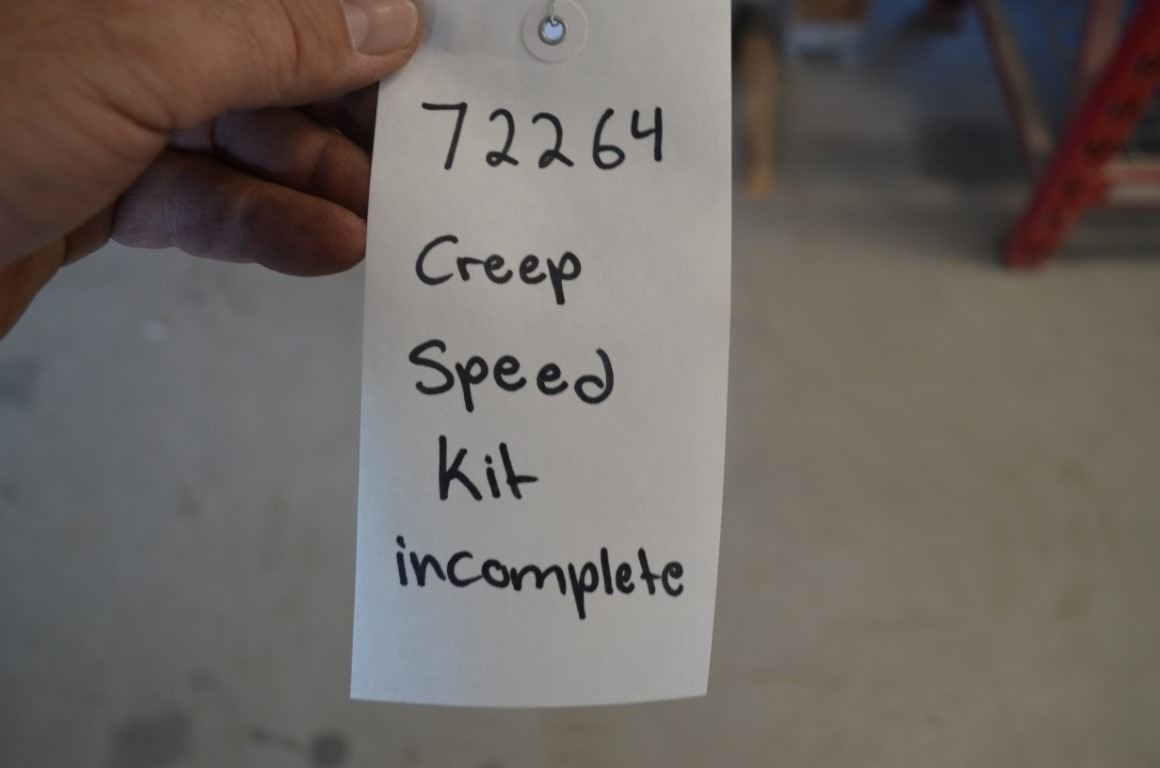 72264
Creep
Speed
Kit
incomplete